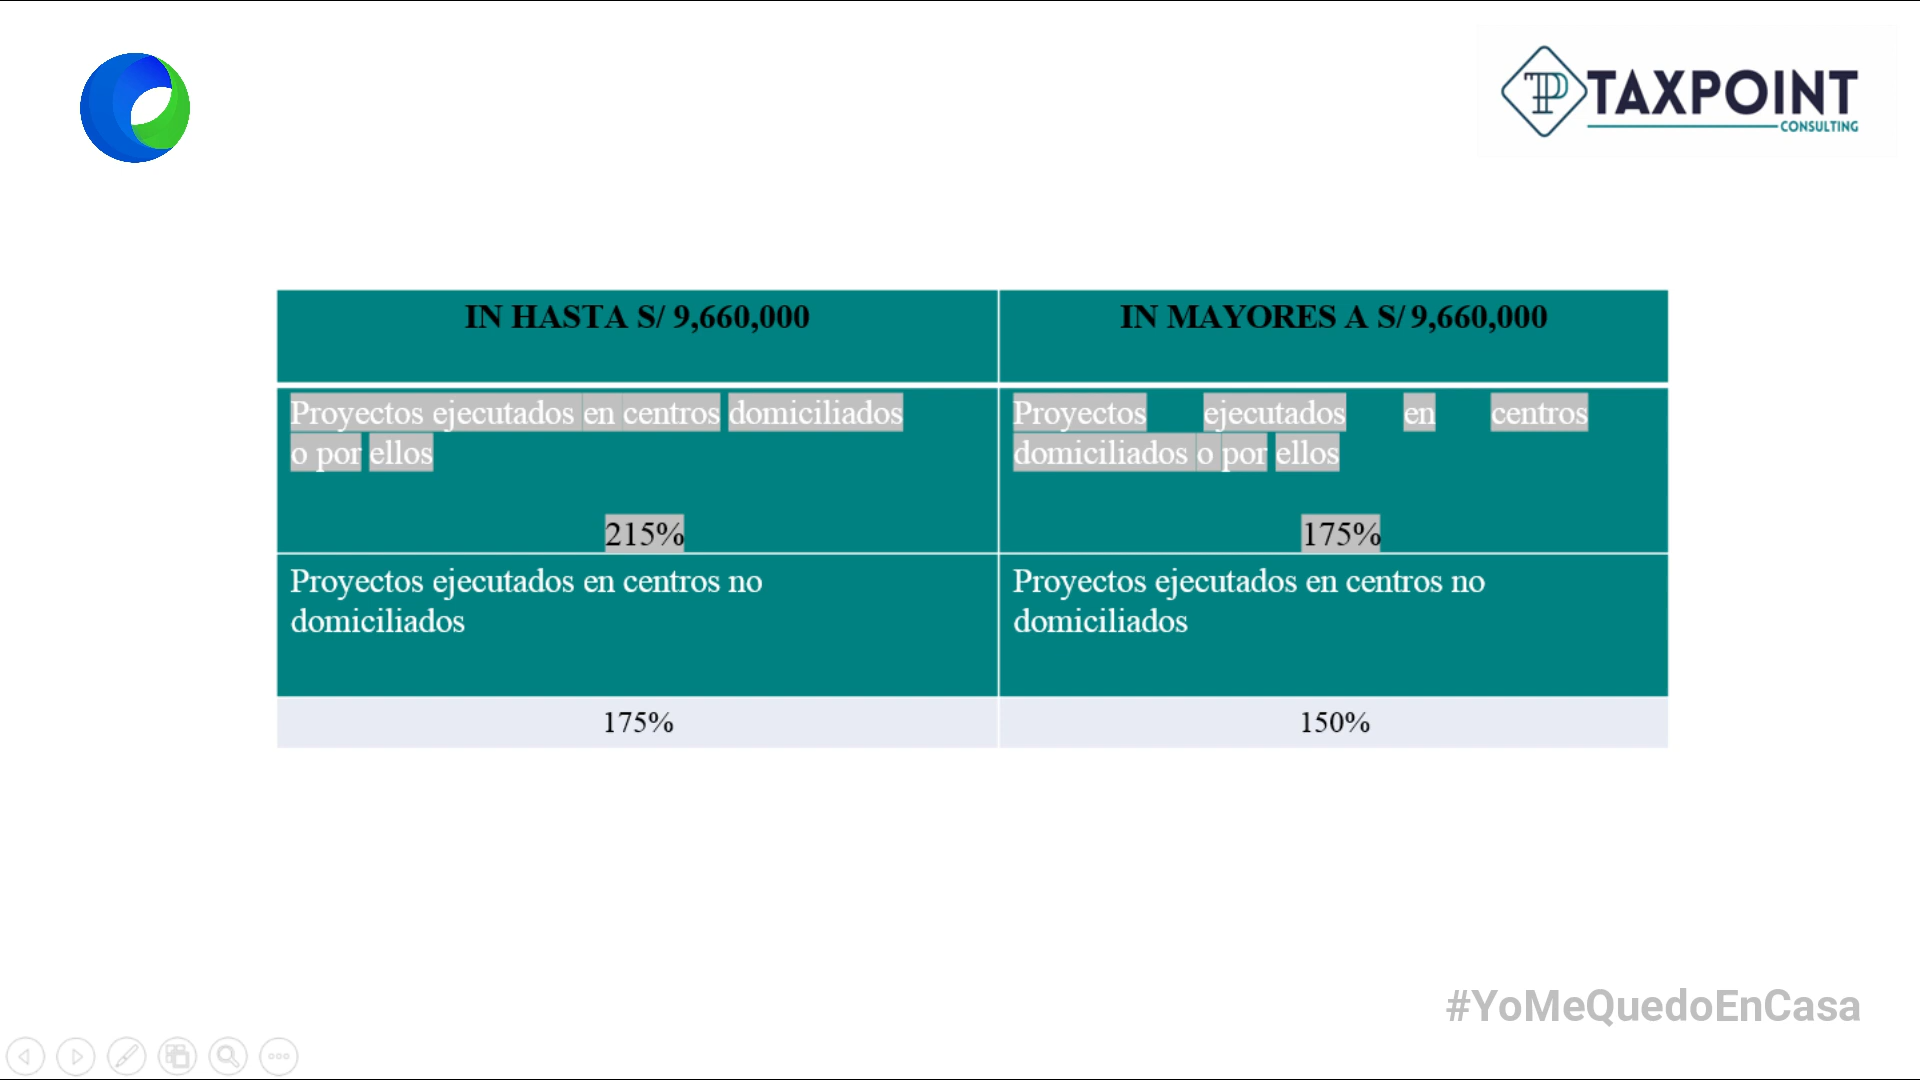 TAXPOINT
CONSULTING
IN HASTA S/ 9,660,000
IN MAYORES A S/ 9,660,000
Proyectos ejecutados en centros domiciliados
o por ellos
215%
Proyectos ejecutados en centros
domiciliados o por ellos
175%
Proyectos ejecutados en centros no
domiciliados
Proyectos ejecutados en centros no
domiciliados
175%
150%
#YoMeQuedoEnCasa